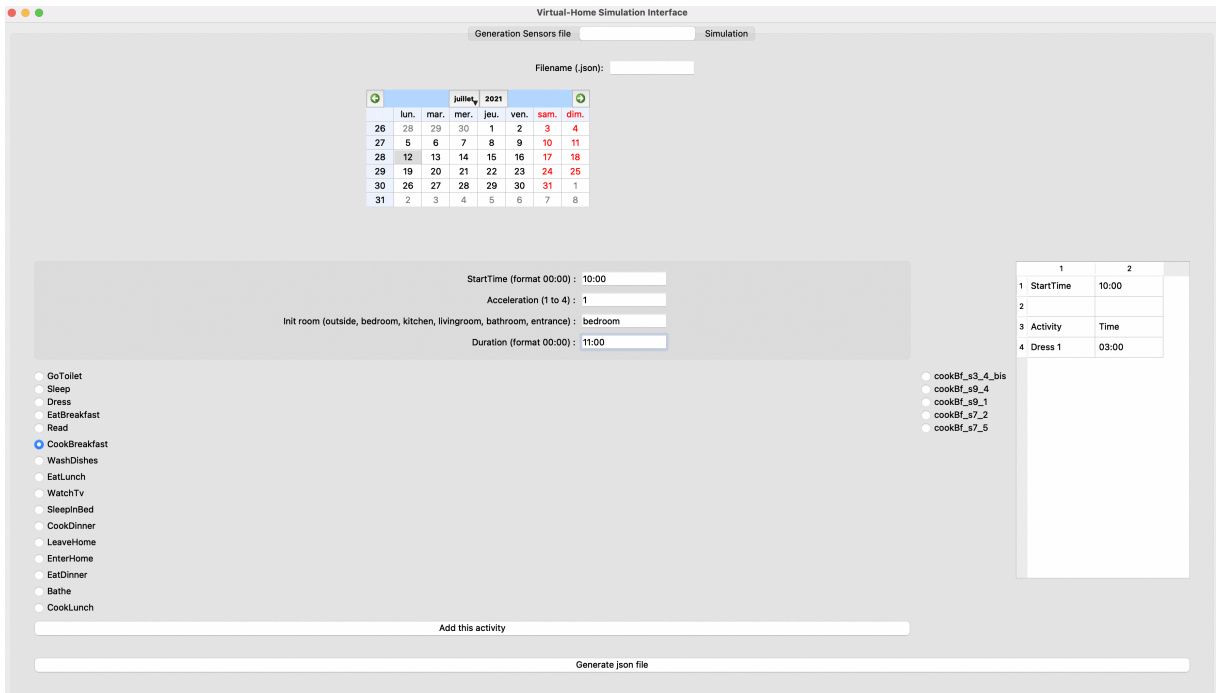 Virtual-Home Simulation Interface
Generation Sensors file Simulation
Filename (.json):
juillet 2021
lun. mar. mer. jeu. ven. sam. dim.
26 28 29 30 1 2 3 4
27 5 6 7 8 9 10 11
28 12 13 14 15 16 17 18
29 19 20 21 22 23 24 25
30 26 27 28 29 30 31 1
31 2 3 4 5 6 7 8
StartTime (format 00:00) : 10:00
Acceleration (1 to 4) : 1
Init room (outside, bedroom, kitchen, livingroom, bathroom, entrance) : bedroom
Duration (format 00:00) : 11:00
1 2
1 StartTime 10:00
2
3 Activity Time
4 Dress 1 03:00
GoToilet
Sleep
Dress
EatBreakfast
Read
CookBreakfast
WashDishes
EatLunch
WatchTv
SleepInBed
CookDinner
LeaveHome
EnterHome
EatDinner
Bathe
CookLunch
cookBf_s3_4_bis
cookBf_s9_4
cookBf_s9_1
cookBf_s7_2
cookBf_s7_5
Add this activity
Generate json file